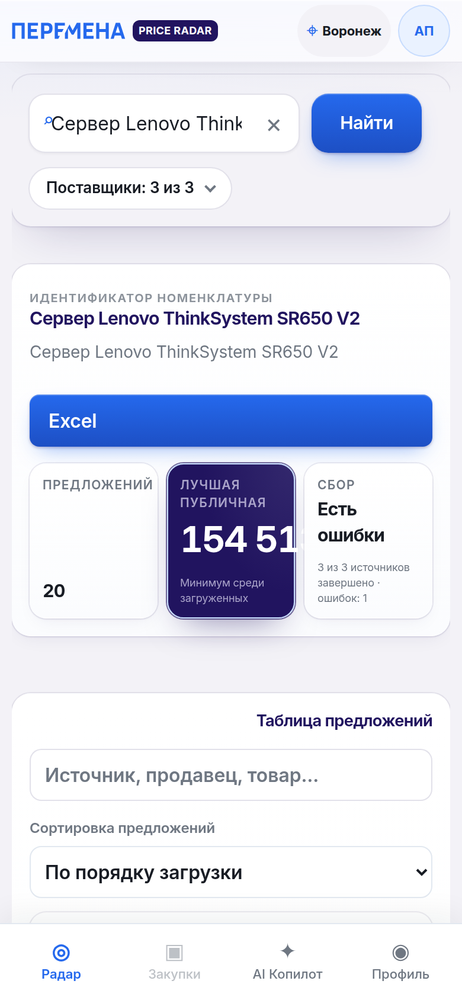 ПЕРЕМЕНА PRICE RADAR
Воронеж
АП
Сервер Lenovo Think
Найти
Поставщики: 3 из 3
ИДЕНТИФИКАТОР НОМЕНКЛАТУРЫ
Сервер Lenovo ThinkSystem SR650 V2
Сервер Lenovo ThinkSystem SR650 V2
Excel
ПРЕДЛОЖЕНИЙ
20
ЛУЧШАЯ
ПУБЛИЧНАЯ
154 51
Минимум среди
загруженных
СБОР
Есть
ошибки
3 из 3 источников
завершено ·
ошибок: 1
Таблица предложений
Источник, продавец, товар...
Сортировка предложений
По порядку загрузки
Радар
Закупки
AI Копилот
Профиль